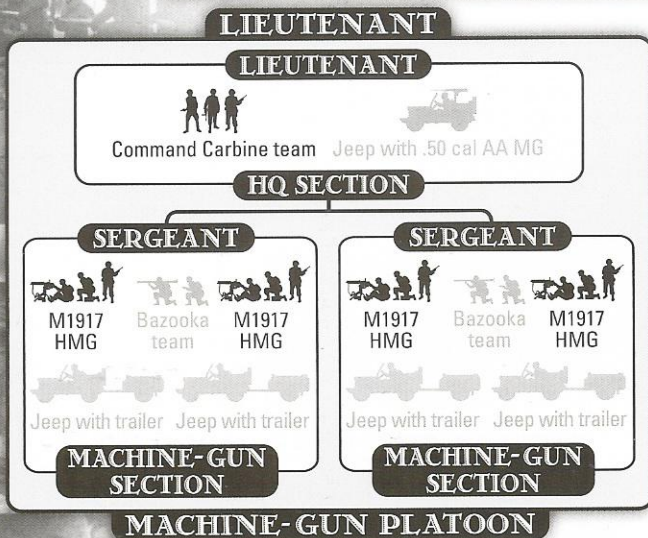 LIEUTENANT
LIEUTENANT
Command Carbine team
Jeep with .50 cal AA MG
HQ SECTION
SERGEANT
M1917
HMG
Bazooka
team
M1917
HMG
Jeep with trailer
Jeep with trailer
MACHINE-GUN
SECTION
SERGEANT
M1917
HMG
Bazooka
team
M1917
HMG
Jeep with trailer
Jeep with trailer
MACHINE-GUN
SECTION
MACHINE-GUN PLATOON